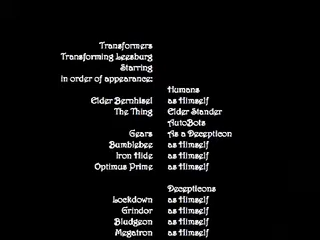 Transformers
Transforming Leesburg
Starring
in order of appearance:
Humans
Elder Bernhisel as Himself
The Thing Elder Stander
AutoBots
Gears As a Decepticon
Bumblebee as Himself
Iron Hide as Himself
Optimus Prime as Himself
Decepticons
Lockdown as Himself
Grindor as Himself
Bludgeon as Himself
Megatron as Himself